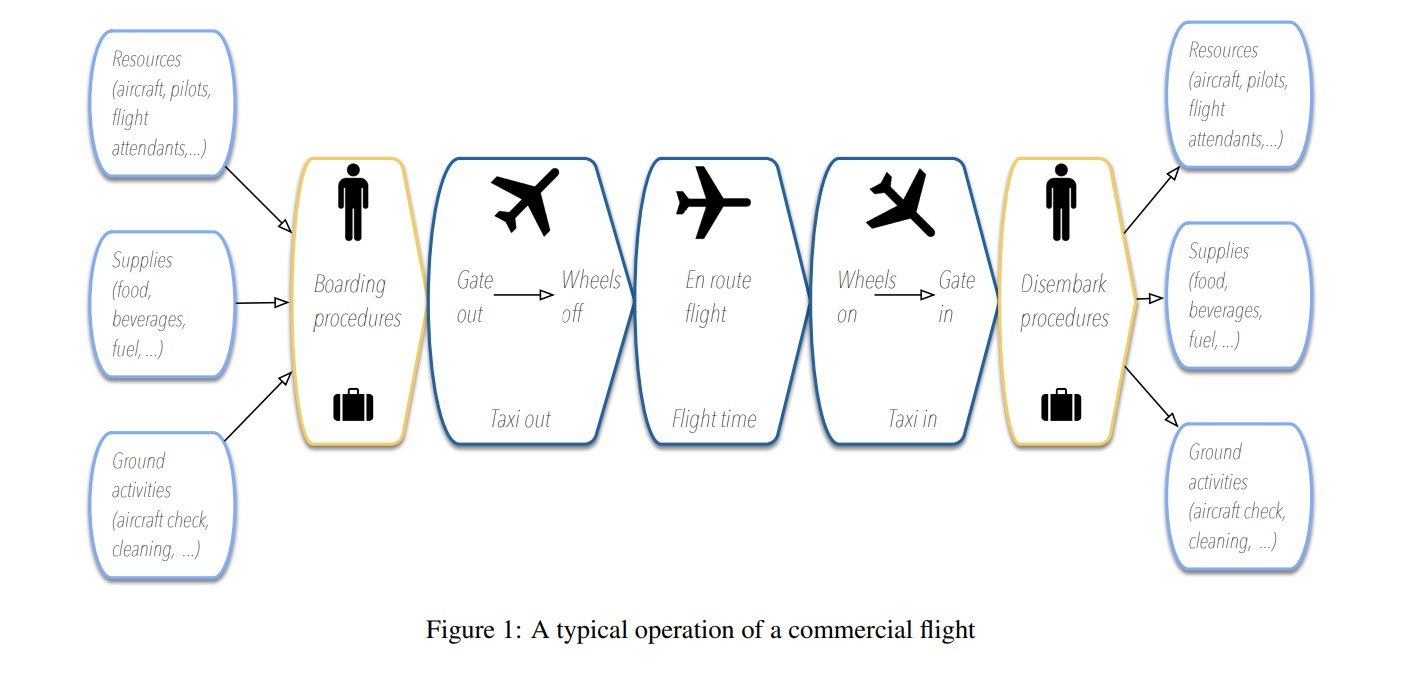 Resources
(aircraft, pilots,
flight
attendants,...)
Supplies
(food,
beverages,
fuel, ...)
Ground
activities
(aircraft check,
cleaning, ...)
Boarding
procedures
Gate
out
Wheels
off
Taxi out
En route
flight
Flight time
Wheels
on
Gate
in
Taxi in
Disembark
procedures
Resources
(aircraft, pilots,
flight
attendants,...)
Supplies
(food,
beverages,
fuel, ...)
Ground
activities
(aircraft check,
cleaning, ...)
Figure 1: A typical operation of a commercial flight